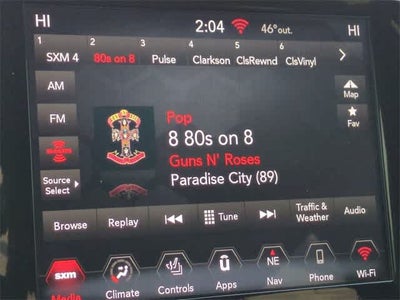 HI 2:04 46°out. HI
1 2 3 4 5 6
SXM 4 80s on 8 Pulse Clarkson ClsRewnd ClsVinyl
AM
Map
FM
Fav
Pop
8 80s on 8
Guns N' Roses
Source Select
Paradise City (89)
Browse Replay Tune Traffic & Weather Audio
sxm NE
Media Climate Controls Apps Nav Phone Wi-Fi